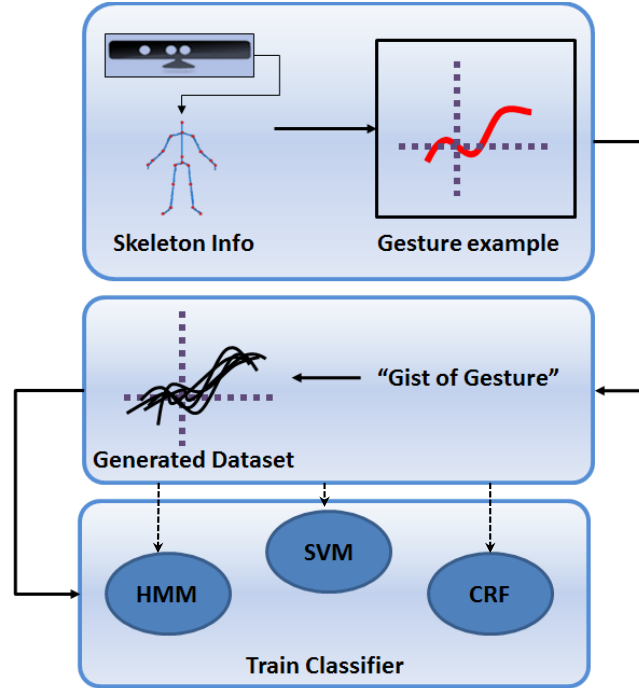 Skeleton Info
Gesture example
“Gist of Gesture”
Generated Dataset
SVM
HMM
CRF
Train Classifier